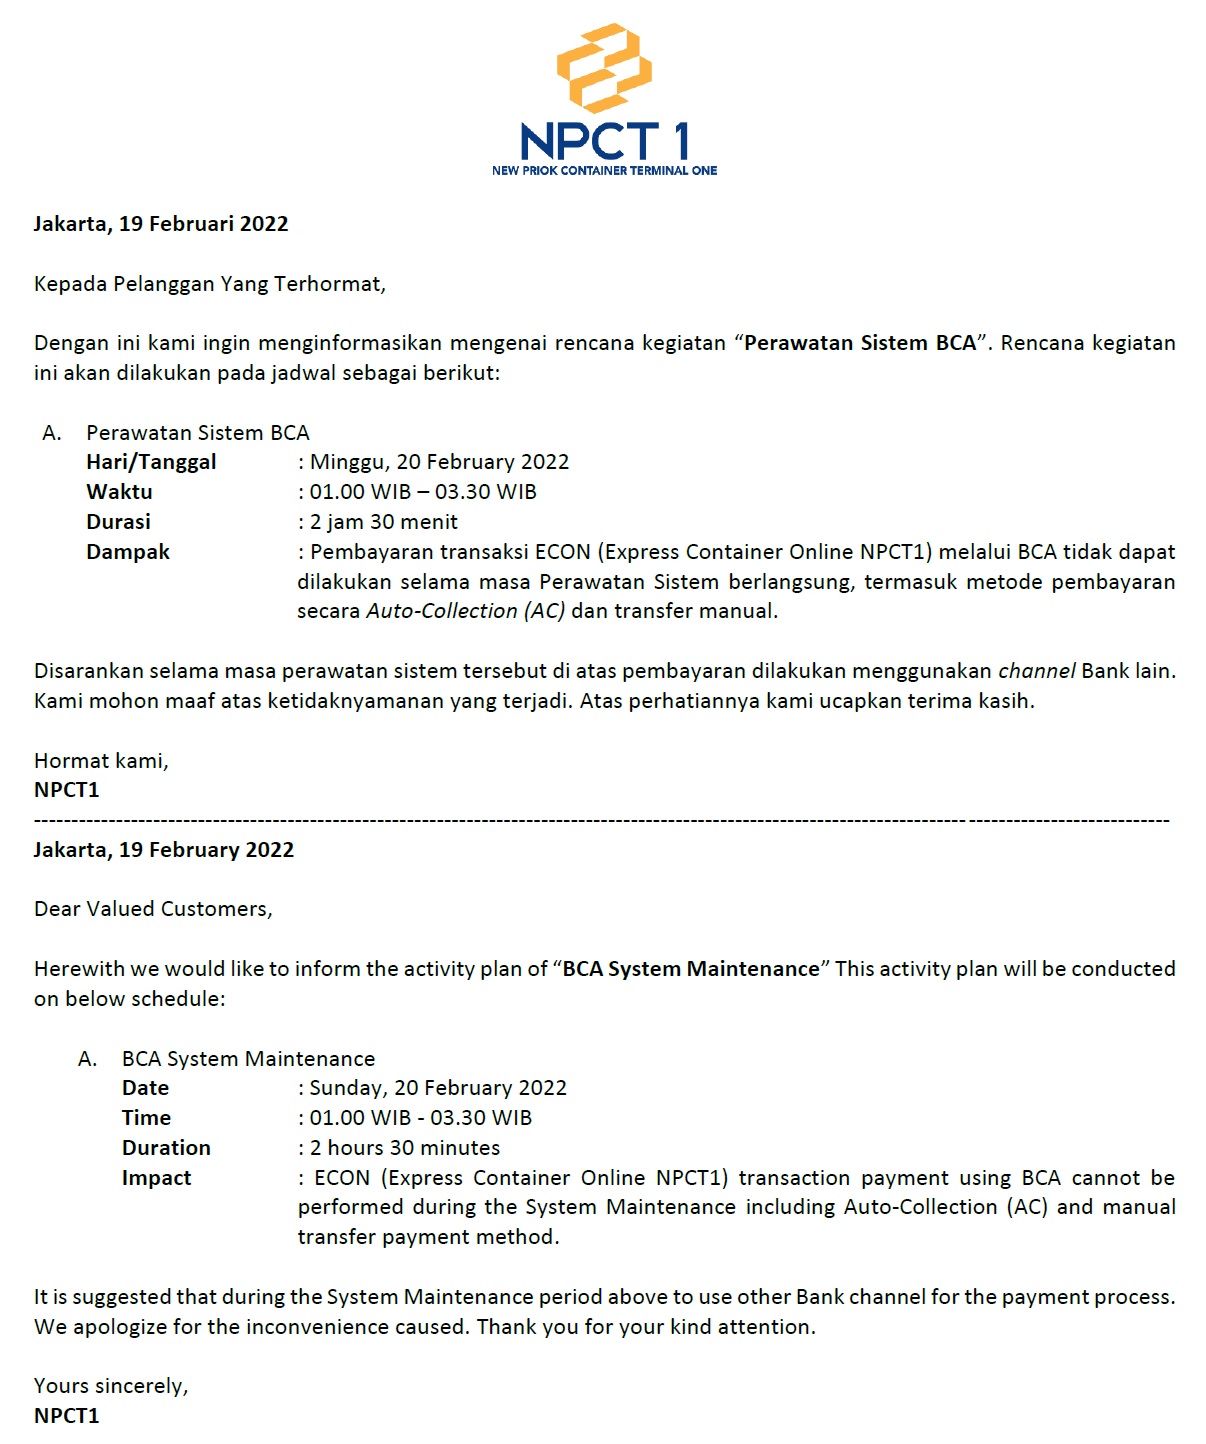 NPCT 1
NEW PRIOK CONTAINER TERMINAL ONE
Jakarta, 19 Februari 2022
Kepada Pelanggan Yang Terhormat,
Dengan ini kami ingin menginformasikan mengenai rencana kegiatan “Perawatan Sistem BCA”. Rencana kegiatan
ini akan dilakukan pada jadwal sebagai berikut:
A. Perawatan Sistem BCA
Hari/Tanggal : Minggu, 20 February 2022
Waktu : 01.00 WIB – 03.30 WIB
Durasi : 2 jam 30 menit
Dampak : Pembayaran transaksi ECON (Express Container Online NPCT1) melalui BCA tidak dapat
dilakukan selama masa Perawatan Sistem berlangsung, termasuk metode pembayaran
secara Auto-Collection (AC) dan transfer manual.
Disarankan selama masa perawatan sistem tersebut di atas pembayaran dilakukan menggunakan channel Bank lain.
Kami mohon maaf atas ketidaknyamanan yang terjadi. Atas perhatiannya kami ucapkan terima kasih.
Hormat kami,
NPCT1
Jakarta, 19 February 2022
Dear Valued Customers,
Herewith we would like to inform the activity plan of “BCA System Maintenance” This activity plan will be conducted
on below schedule:
A. BCA System Maintenance
Date : Sunday, 20 February 2022
Time : 01.00 WIB - 03.30 WIB
Duration : 2 hours 30 minutes
Impact : ECON (Express Container Online NPCT1) transaction payment using BCA cannot be
performed during the System Maintenance including Auto-Collection (AC) and manual
transfer payment method.
It is suggested that during the System Maintenance period above to use other Bank channel for the payment process.
We apologize for the inconvenience caused. Thank you for your kind attention.
Yours sincerely,
NPCT1